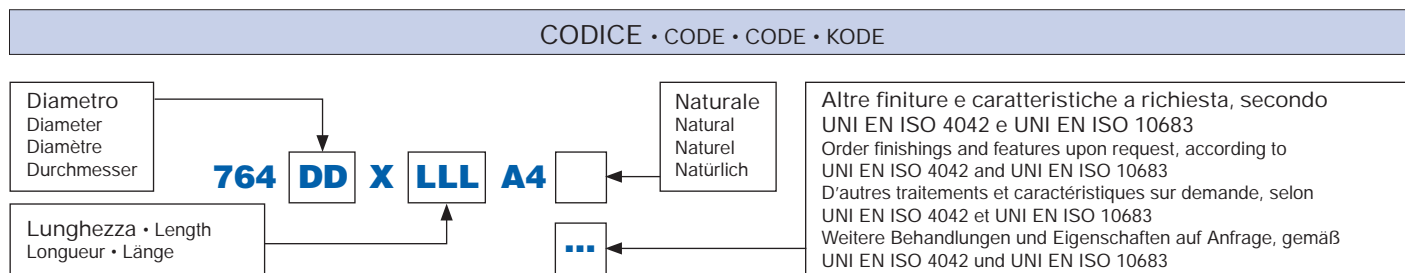 CODICE • CODE • CODE • KODE
Diametro
Diameter
Diamètre
Durchmesser
Naturale
Natural
Naturel
Natürlich
Altre finiture e caratteristiche a richiesta, secondo
UNI EN ISO 4042 e UNI EN ISO 10683
Order finishings and features upon request, according to
UNI EN ISO 4042 and UNI EN ISO 10683
D'autres traitements et caractéristiques sur demande, selon
UNI EN ISO 4042 et UNI EN ISO 10683
Weitere Behandlungen und Eigenschaften auf Anfrage, gemäß
UNI EN ISO 4042 und UNI EN ISO 10683
764 DD X LLL A4
Lunghezza • Length
Longueur • Länge
...